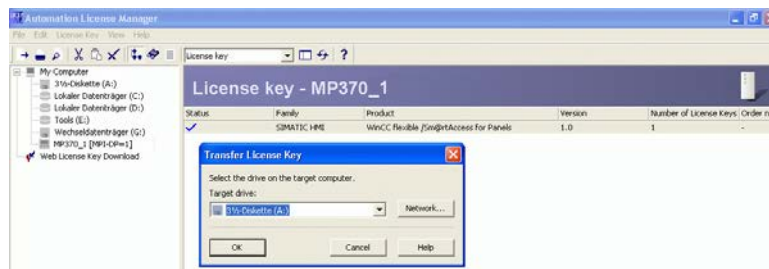 Automation License Manager
File Edit License Key View Help
License key
My Computer
3½-Diskette (A:)
Lokaler Datenträger (C:)
Lokaler Datenträger (D:)
Tools (E:)
Wechseldatenträger (G:)
MP370_1 [MPI-DP=1]
Web License Key Download
License key - MP370_1
Status Family Product Version Number of License Keys Order n
SIMATIC HMI WinCC flexible /Sm@rtAccess for Panels 1.0 1 -
Transfer License Key
Select the drive on the target computer.
Target drive:
3½-Diskette (A:)
Network...
OK Cancel Help